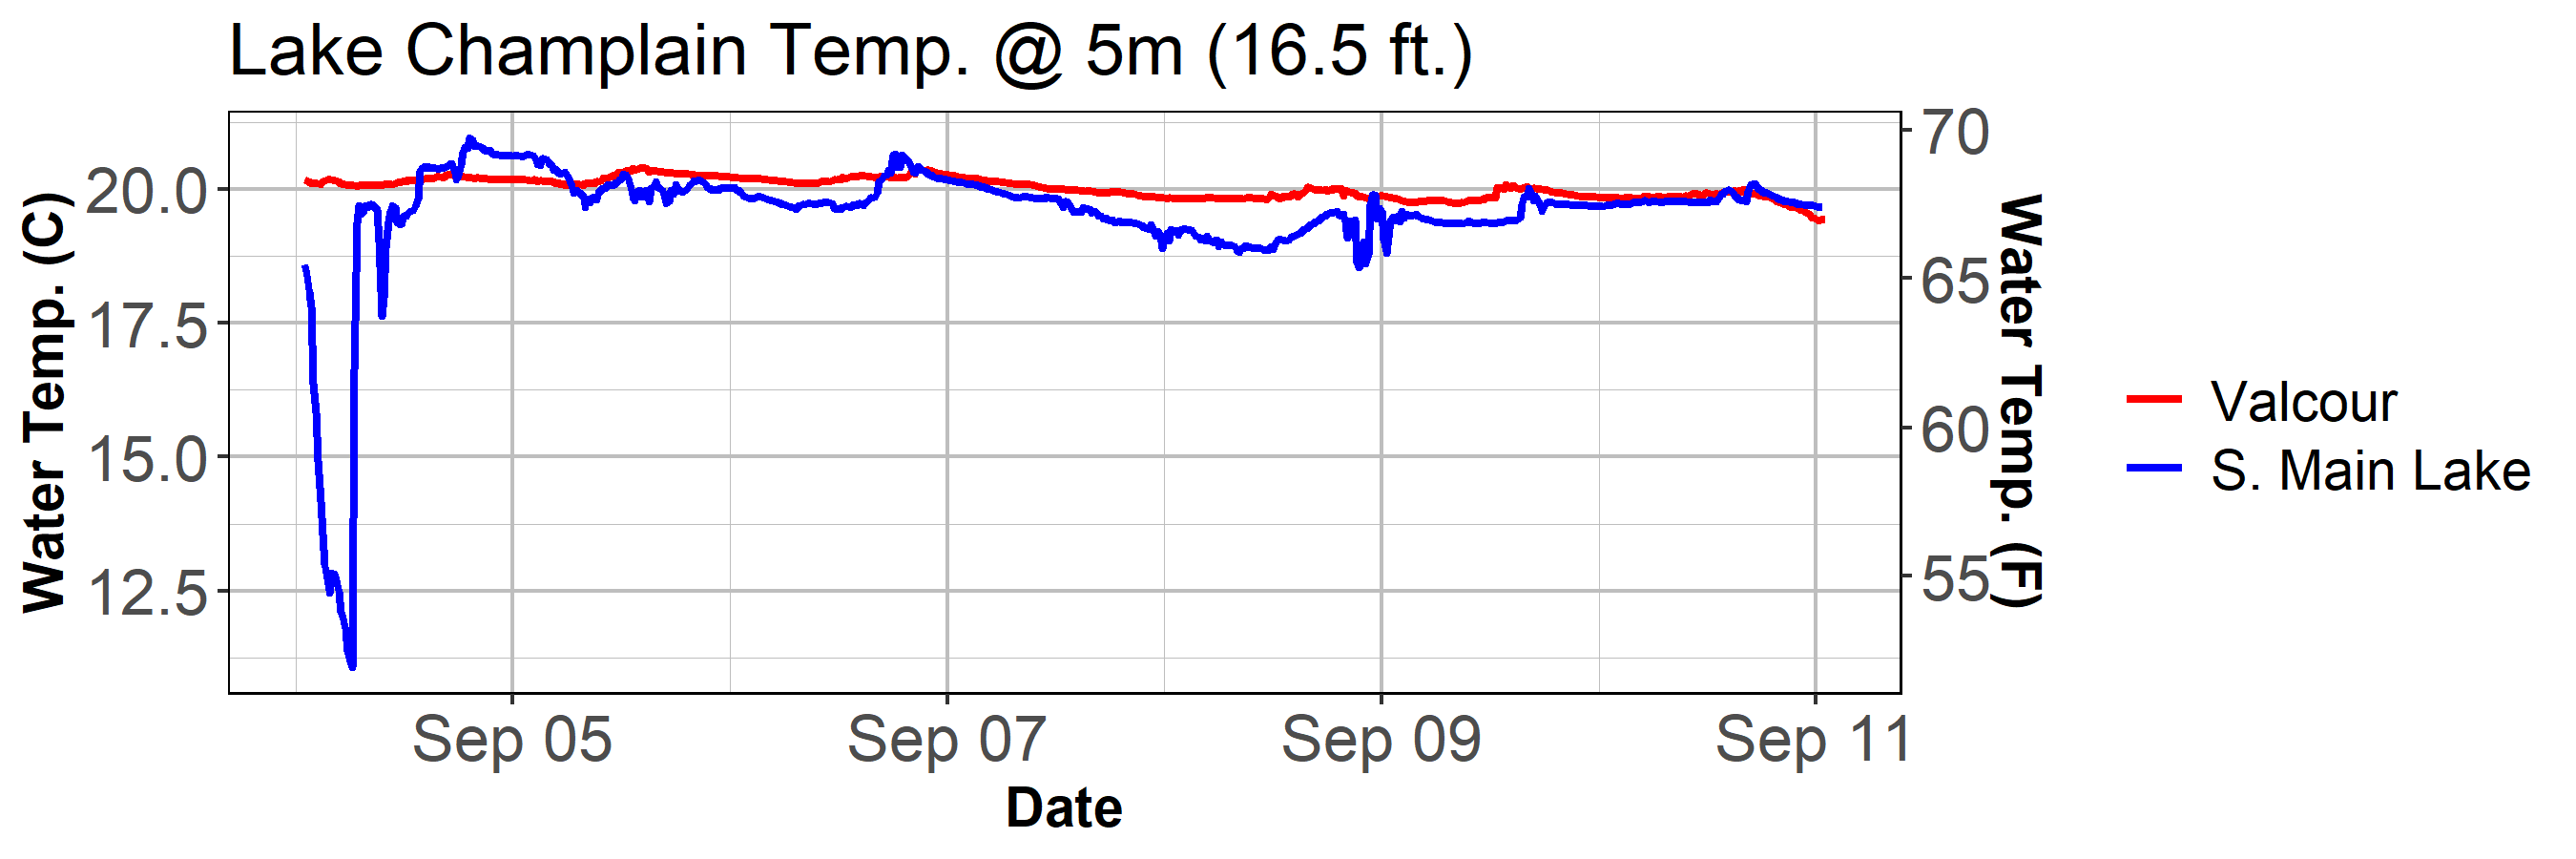 Lake Champlain Temp. @ 5m (16.5 ft.)
Water Temp. (C)
20.0
17.5
15.0
12.5
70
65
60
55
Water Temp. (F)
Sep 05
Sep 07
Sep 09
Sep 11
Date
Valcour
S. Main Lake